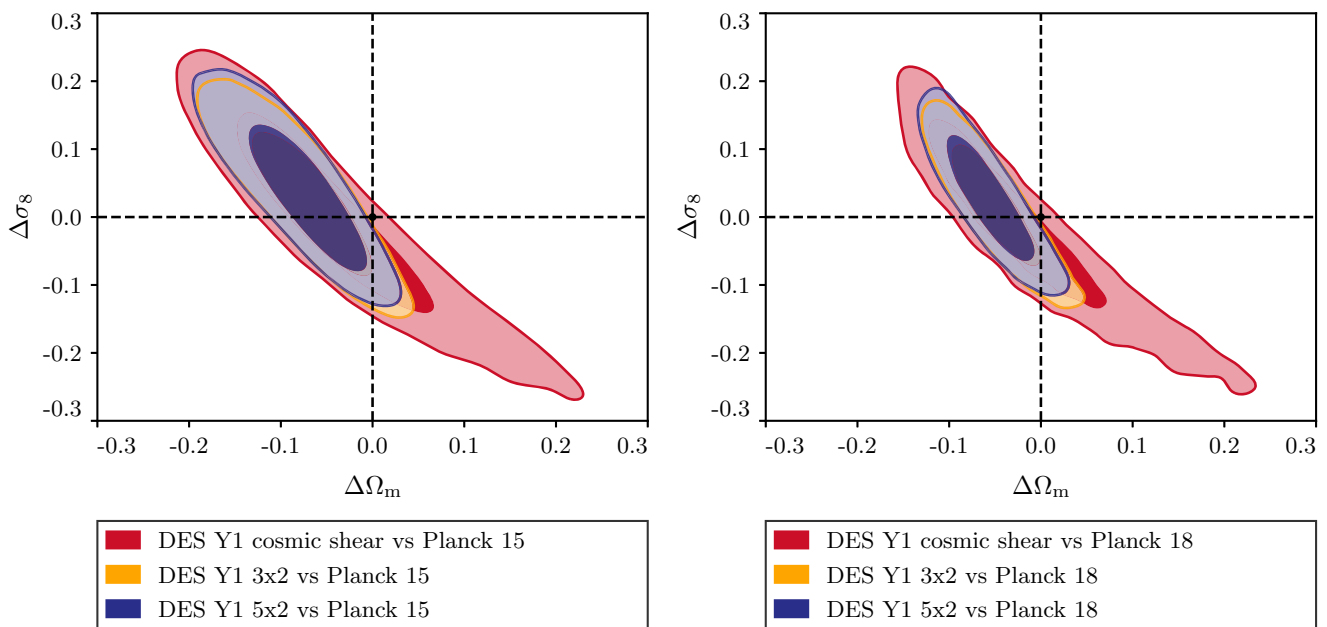 0.3
0.2
0.1
0.0
-0.1
-0.2
-0.3
Δσ₈
-0.3 -0.2 -0.1 0.0 0.1 0.2 0.3
ΔΩₘ
DES Y1 cosmic shear vs Planck 15
DES Y1 3x2 vs Planck 15
DES Y1 5x2 vs Planck 15
0.3
0.2
0.1
0.0
-0.1
-0.2
-0.3
Δσ₈
-0.3 -0.2 -0.1 0.0 0.1 0.2 0.3
ΔΩₘ
DES Y1 cosmic shear vs Planck 18
DES Y1 3x2 vs Planck 18
DES Y1 5x2 vs Planck 18